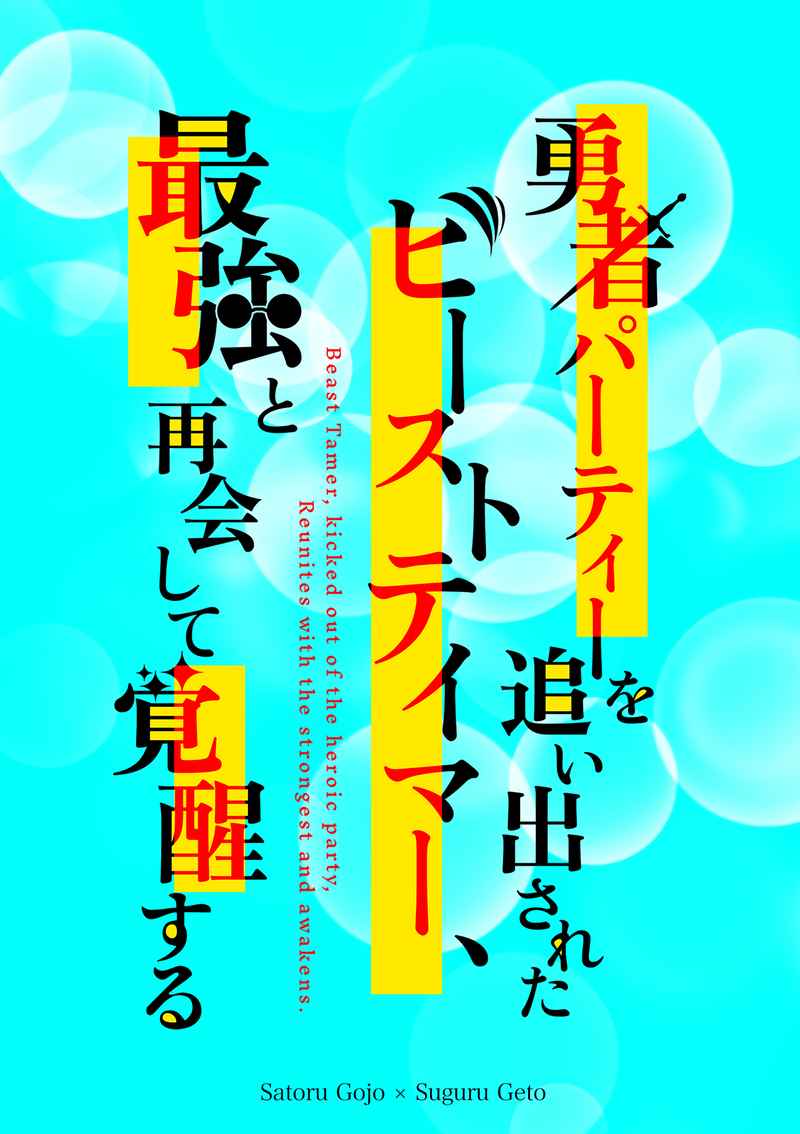 勇者パーティーを
追い出された
ビーストテイマー、
最強と
再会して
覚醒する
Beast Tamer, kicked out of the heroic party,
Reunites with the strongest and awakens.
Satoru Gojo × Suguru Geto